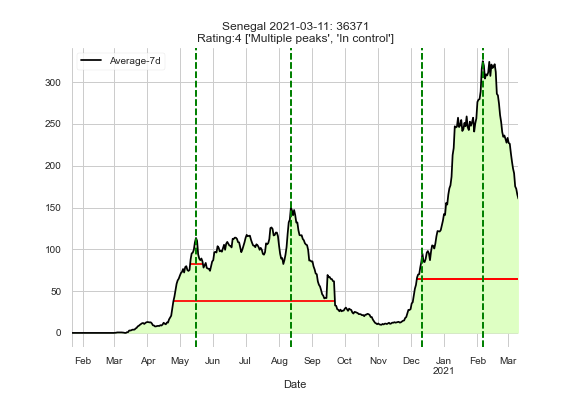 Senegal 2021-03-11: 36371
Rating:4 ['Multiple peaks', 'In control']
Average-7d
300
250
200
150
100
50
0
Feb Mar Apr May Jun Jul Aug Sep Oct Nov Dec Jan Feb Mar
2021
Date